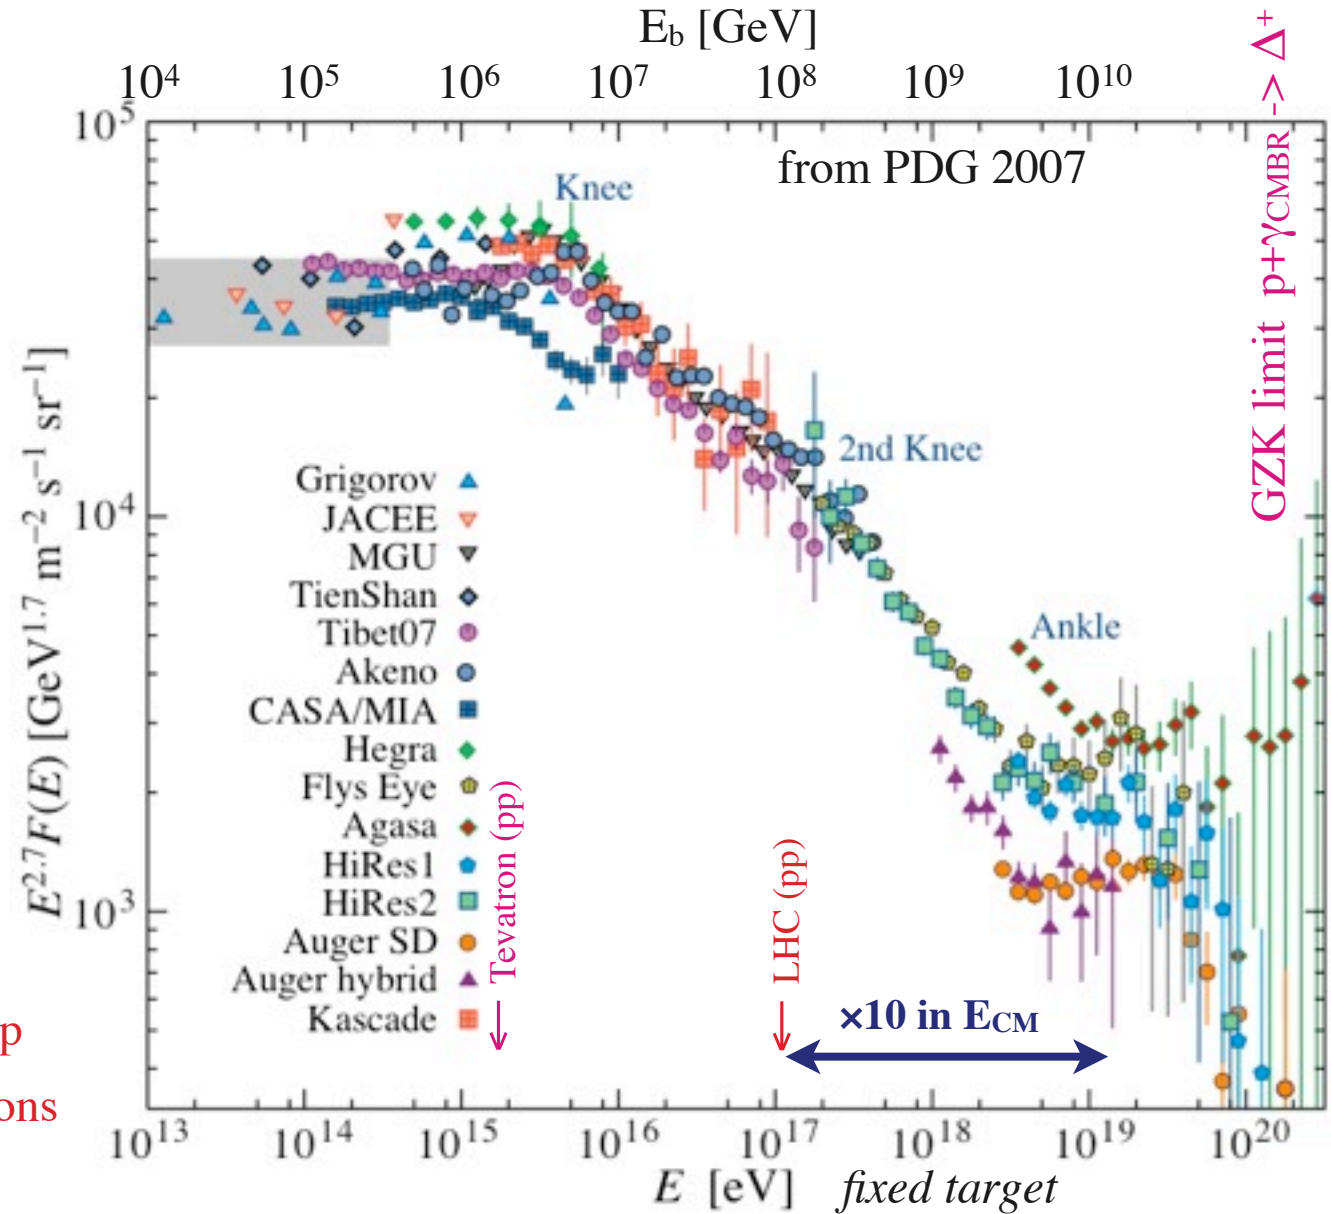 E_b [GeV]
10^4 10^5 10^6 10^7 10^8 10^9 10^10
GZK limit p+γ_CMBR -> Δ^+
from PDG 2007
10^5
Knee
2nd Knee
E^2.7F(E) [GeV^1.7 m^−2 s^−1 sr^−1]
Grigorov
JACEE
10^4
MGU
TienShan
Tibet07
Ankle
Akeno
CASA/MIA
Hegra
Flys Eye
Agasa
Tevatron (pp)
LHC (pp)
HiRes1
HiRes2
10^3
Auger SD
Auger hybrid
Kascade
×10 in E_CM
p
ons
10^13 10^14 10^15 10^16 10^17 10^18 10^19 10^20
E [eV] fixed target